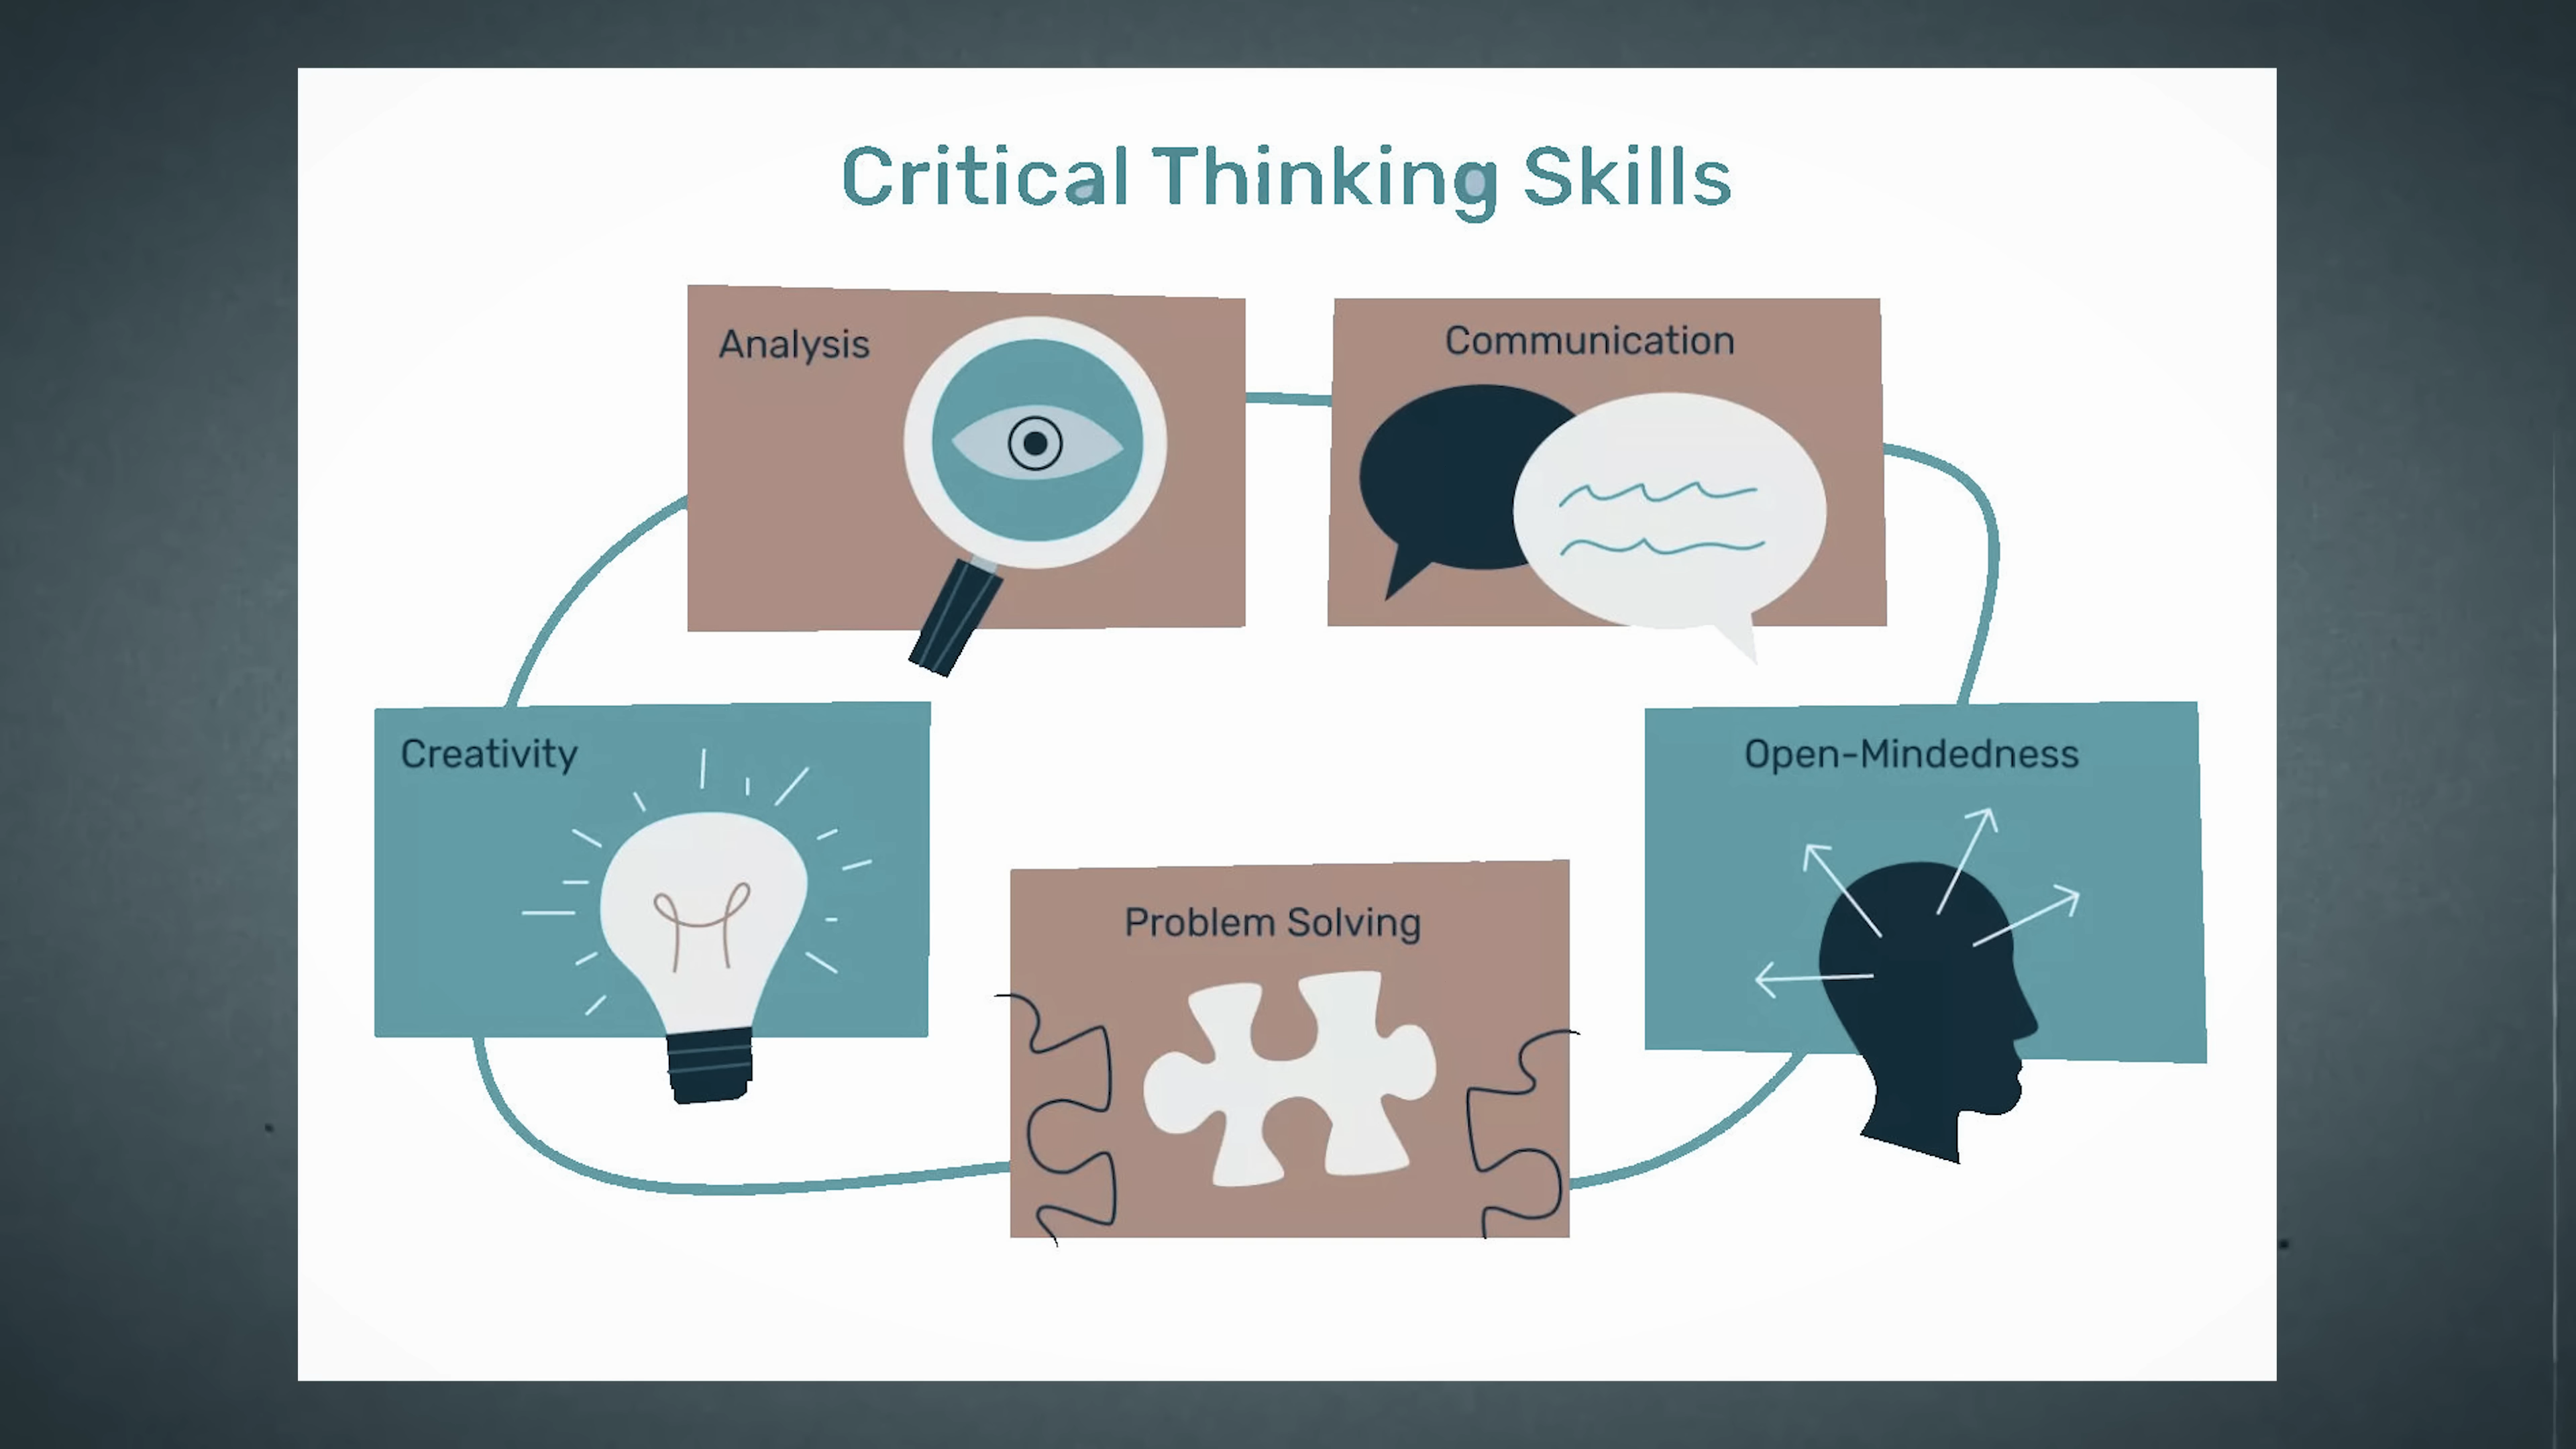 Critical Thinking Skills
Analysis
Communication
Creativity
Open-Mindedness
Problem Solving